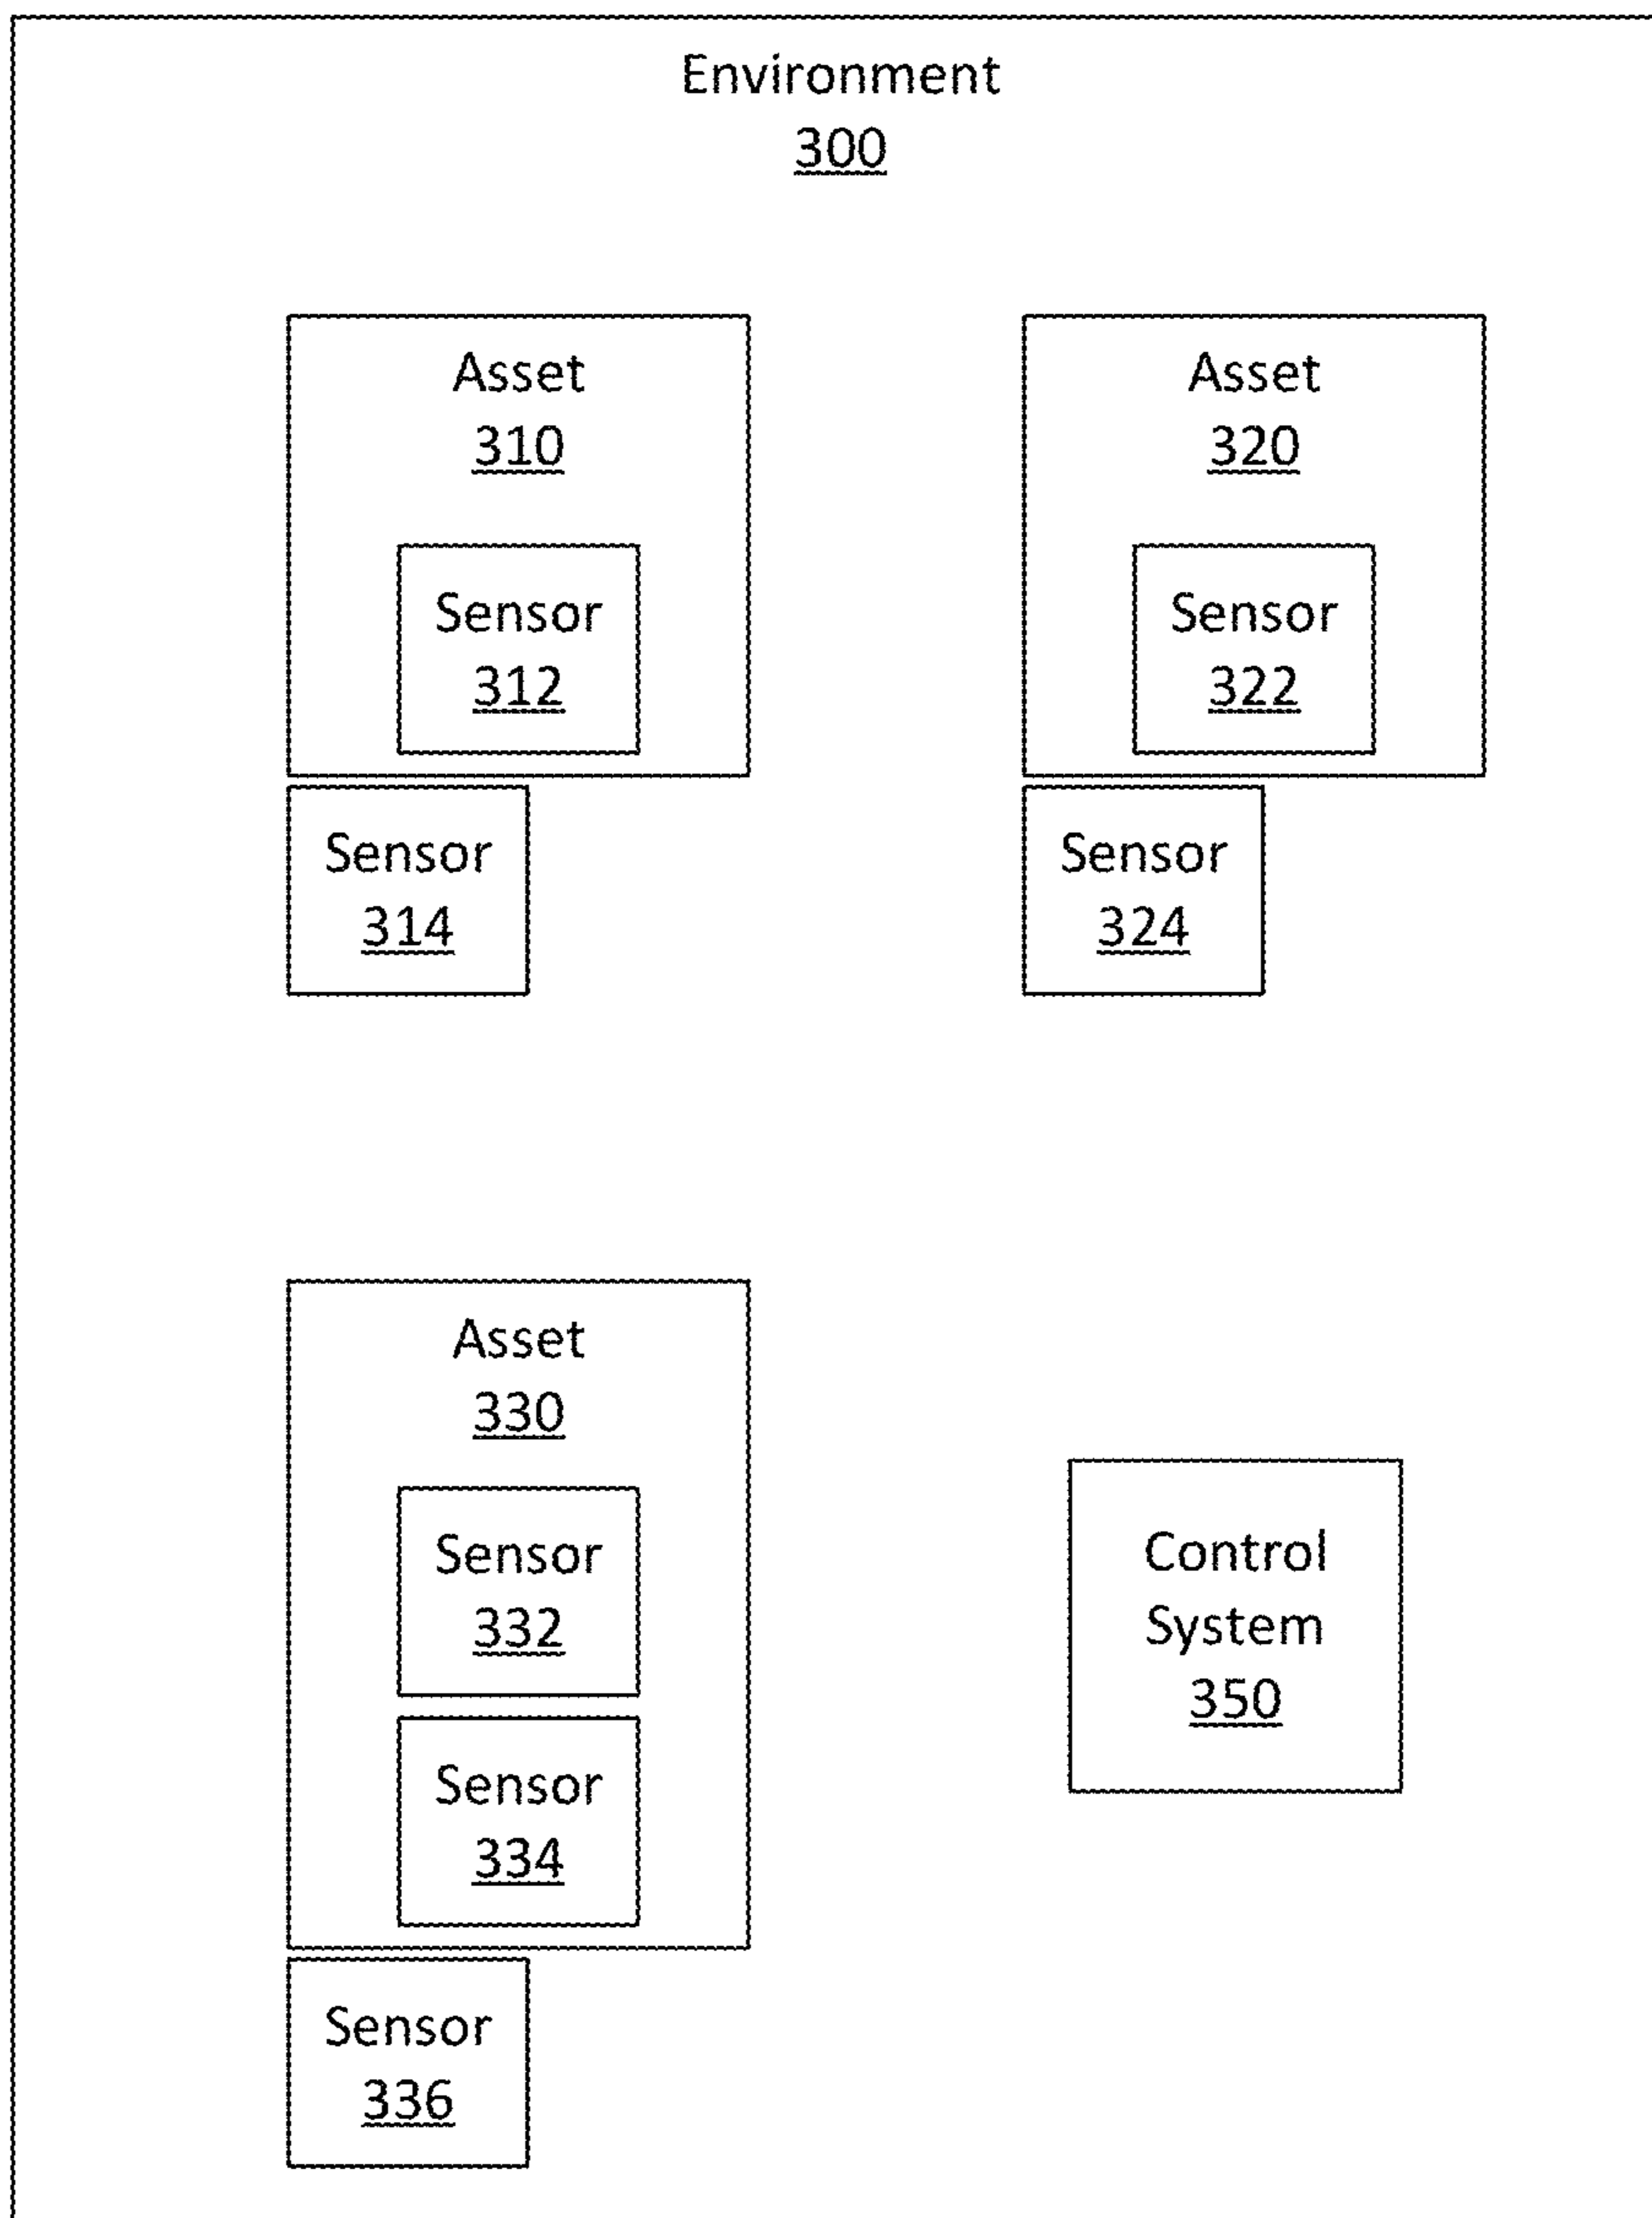 Environment
300
Asset
310
Sensor
312
Sensor
314
Asset
320
Sensor
322
Sensor
324
Asset
330
Sensor
332
Sensor
334
Sensor
336
Control
System
350